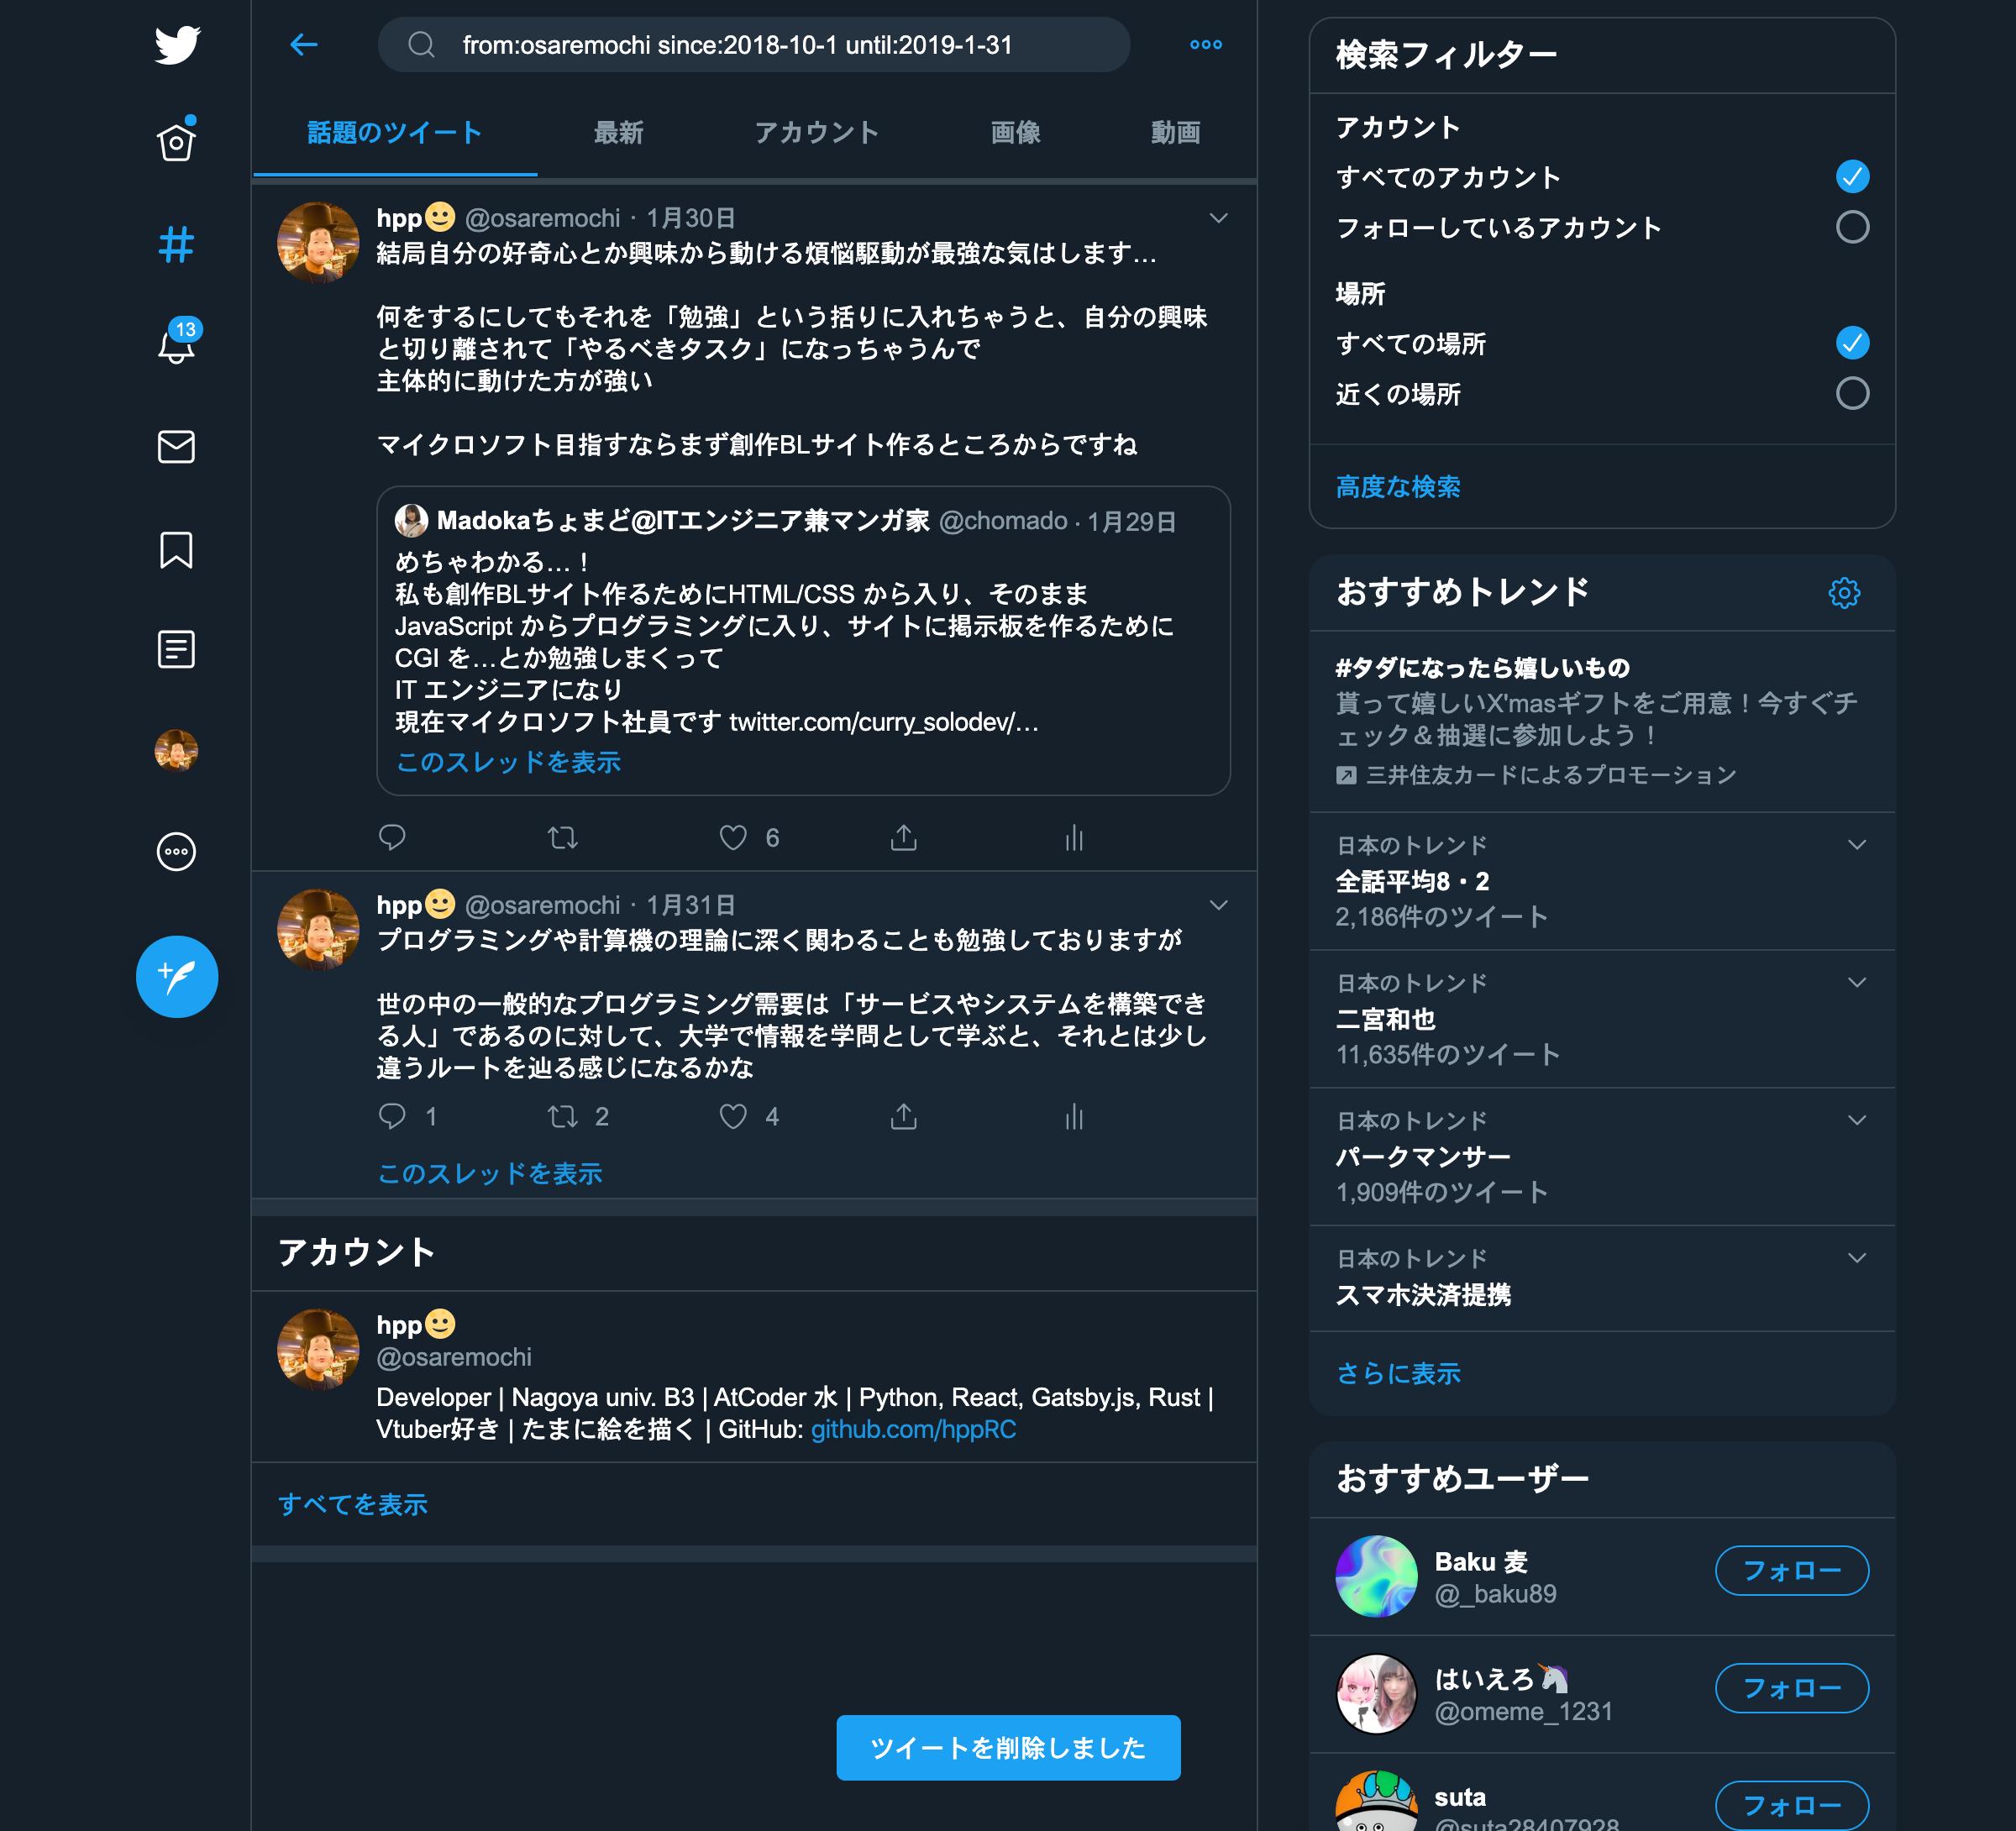 from:osaremochi since:2018-10-1 until:2019-1-31
話題のツイート
最新
アカウント
画像
動画
13
hpp🙂 @osaremochi · 1月30日
結局自分の好奇心とか興味から動ける煩悩駆動が最強な気はします…
何をするにしてもそれを「勉強」という括りに入れちゃうと、自分の興味
と切り離されて「やるべきタスク」になっちゃうんで
主体的に動けた方が強い
マイクロソフト目指すならまず創作BLサイト作るところからですね
Madokaちょまど@ITエンジニア兼マンガ家 @chomado · 1月29日
めちゃわかる…！
私も創作BLサイト作るためにHTML/CSS から入り、そのまま
JavaScript からプログラミングに入り、サイトに掲示板を作るために
CGI を…とか勉強しまくって
IT エンジニアになり
現在マイクロソフト社員です twitter.com/curry_solodev/…
このスレッドを表示
6
hpp🙂 @osaremochi · 1月31日
プログラミングや計算機の理論に深く関わることも勉強しておりますが
世の中の一般的なプログラミング需要は「サービスやシステムを構築でき
る人」であるのに対して、大学で情報を学問として学ぶと、それとは少し
違うルートを辿る感じになるかな
1
2
4
このスレッドを表示
アカウント
hpp🙂
@osaremochi
Developer | Nagoya univ. B3 | AtCoder 水 | Python, React, Gatsby.js, Rust |
Vtuber好き | たまに絵を描く | GitHub: github.com/hppRC
すべてを表示
ツイートを削除しました
検索フィルター
アカウント
すべてのアカウント
フォローしているアカウント
場所
すべての場所
近くの場所
高度な検索
おすすめトレンド
#タダになったら嬉しいもの
貰って嬉しいX'masギフトをご用意！今すぐチ
ェック＆抽選に参加しよう！
三井住友カードによるプロモーション
日本のトレンド
全話平均8・2
2,186件のツイート
日本のトレンド
二宮和也
11,635件のツイート
日本のトレンド
パークマンサー
1,909件のツイート
日本のトレンド
スマホ決済提携
さらに表示
おすすめユーザー
Baku 麦
@_baku89
フォロー
はいえろ🦄
@omeme_1231
フォロー
suta
@suta28407928
フォロー